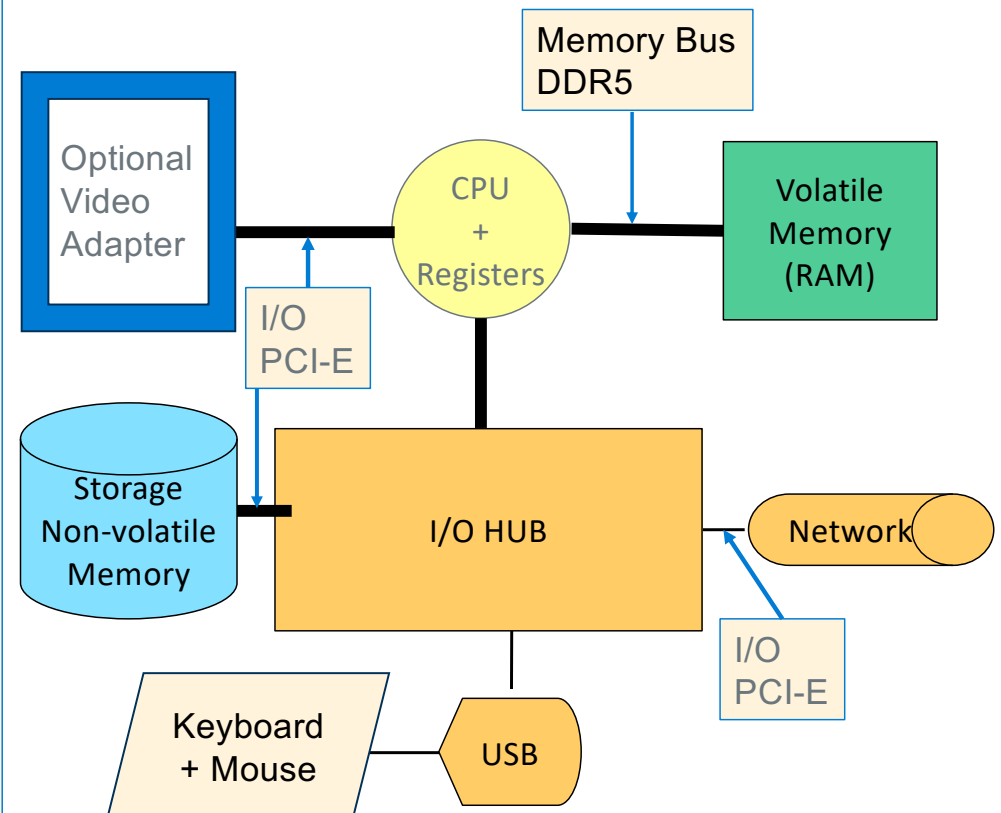 Memory Bus
DDR5
Optional
Video
Adapter
CPU
+
Registers
Volatile
Memory
(RAM)
I/O
PCI-E
Storage
Non-volatile
Memory
I/O HUB
Network
I/O
PCI-E
Keyboard
+ Mouse
USB